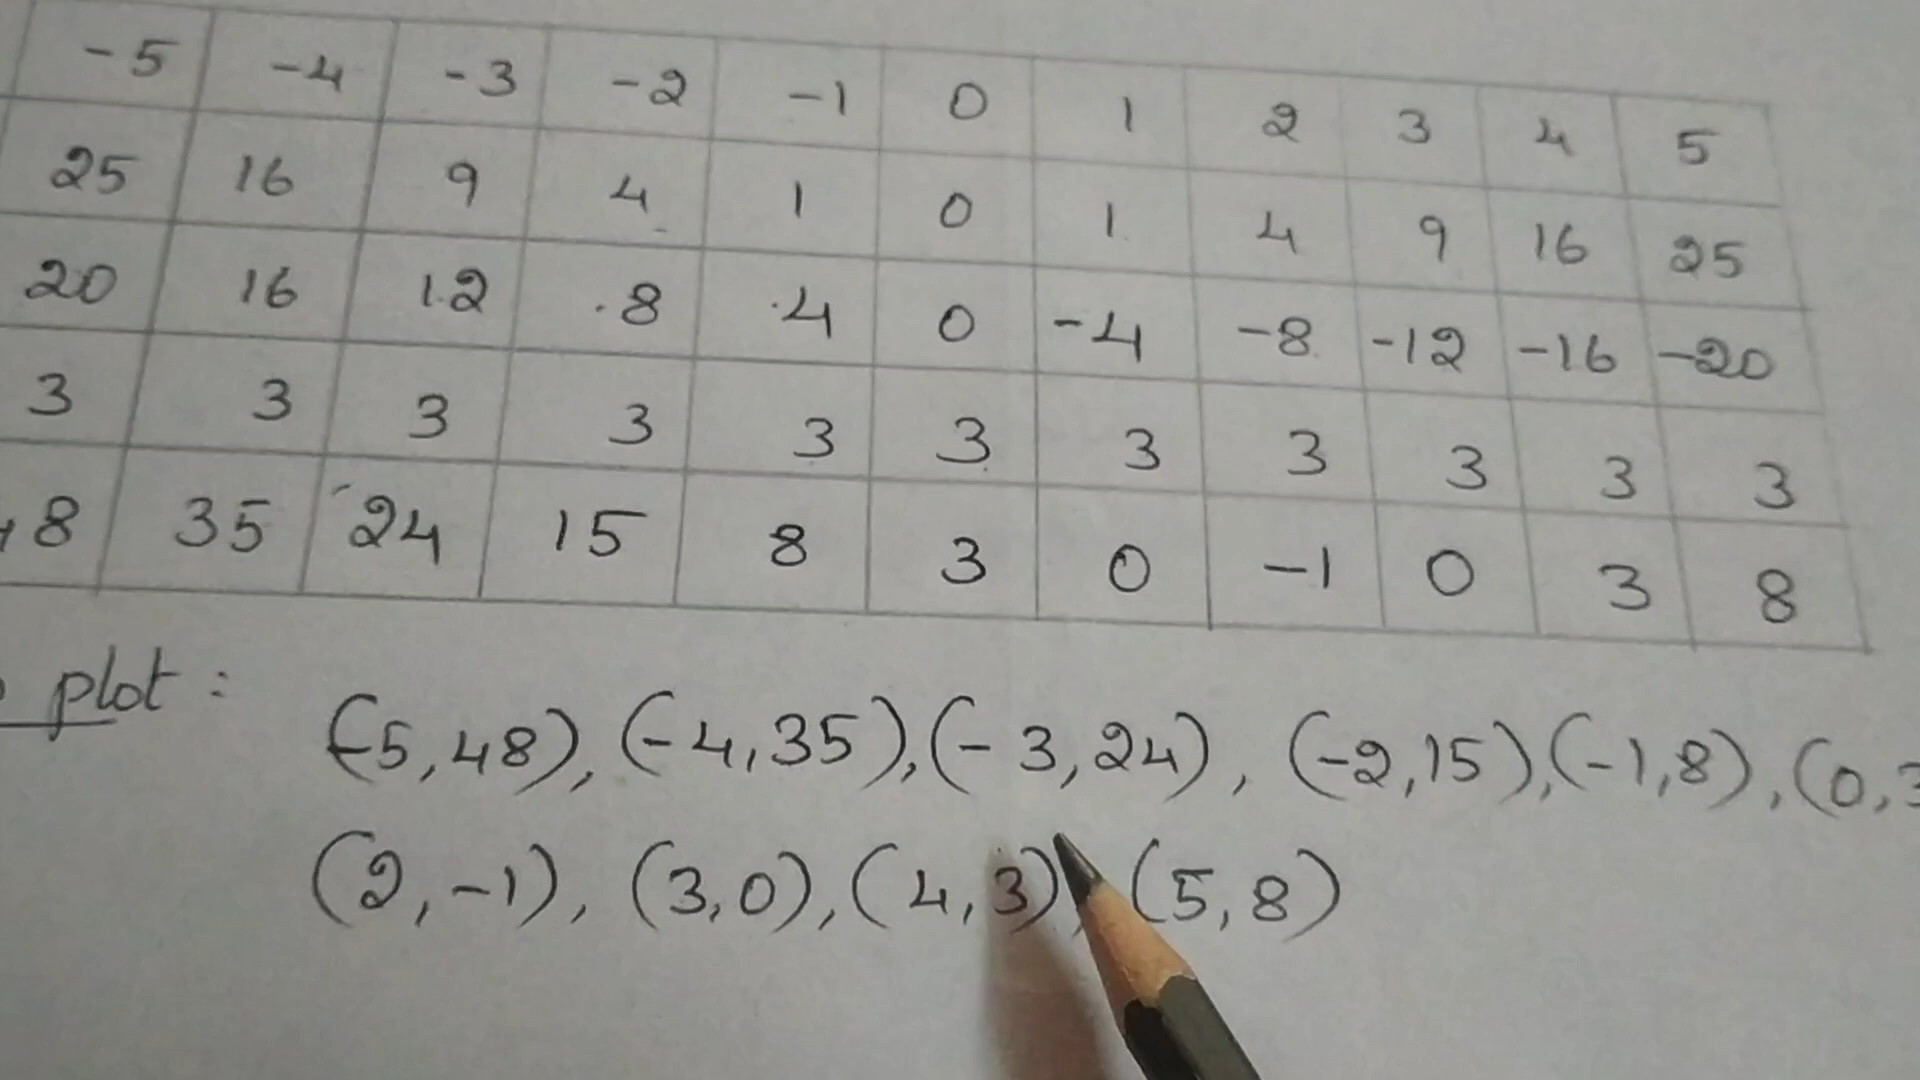 -5 -4 -3 -2 -1 0 1 2 3 4 5
25 16 9 4 1 0 1 4 9 16 25
20 16 12 8 4 0 -4 -8 -12 -16 -20
3 3 3 3 3 3 3 3 3 3 3
48 35 24 15 8 3 0 -1 0 3 8
plot : (-5,48), (-4,35), (-3,24), (-2,15), (-1,8), (0,3
(2,-1), (3,0), (4,3), (5,8)